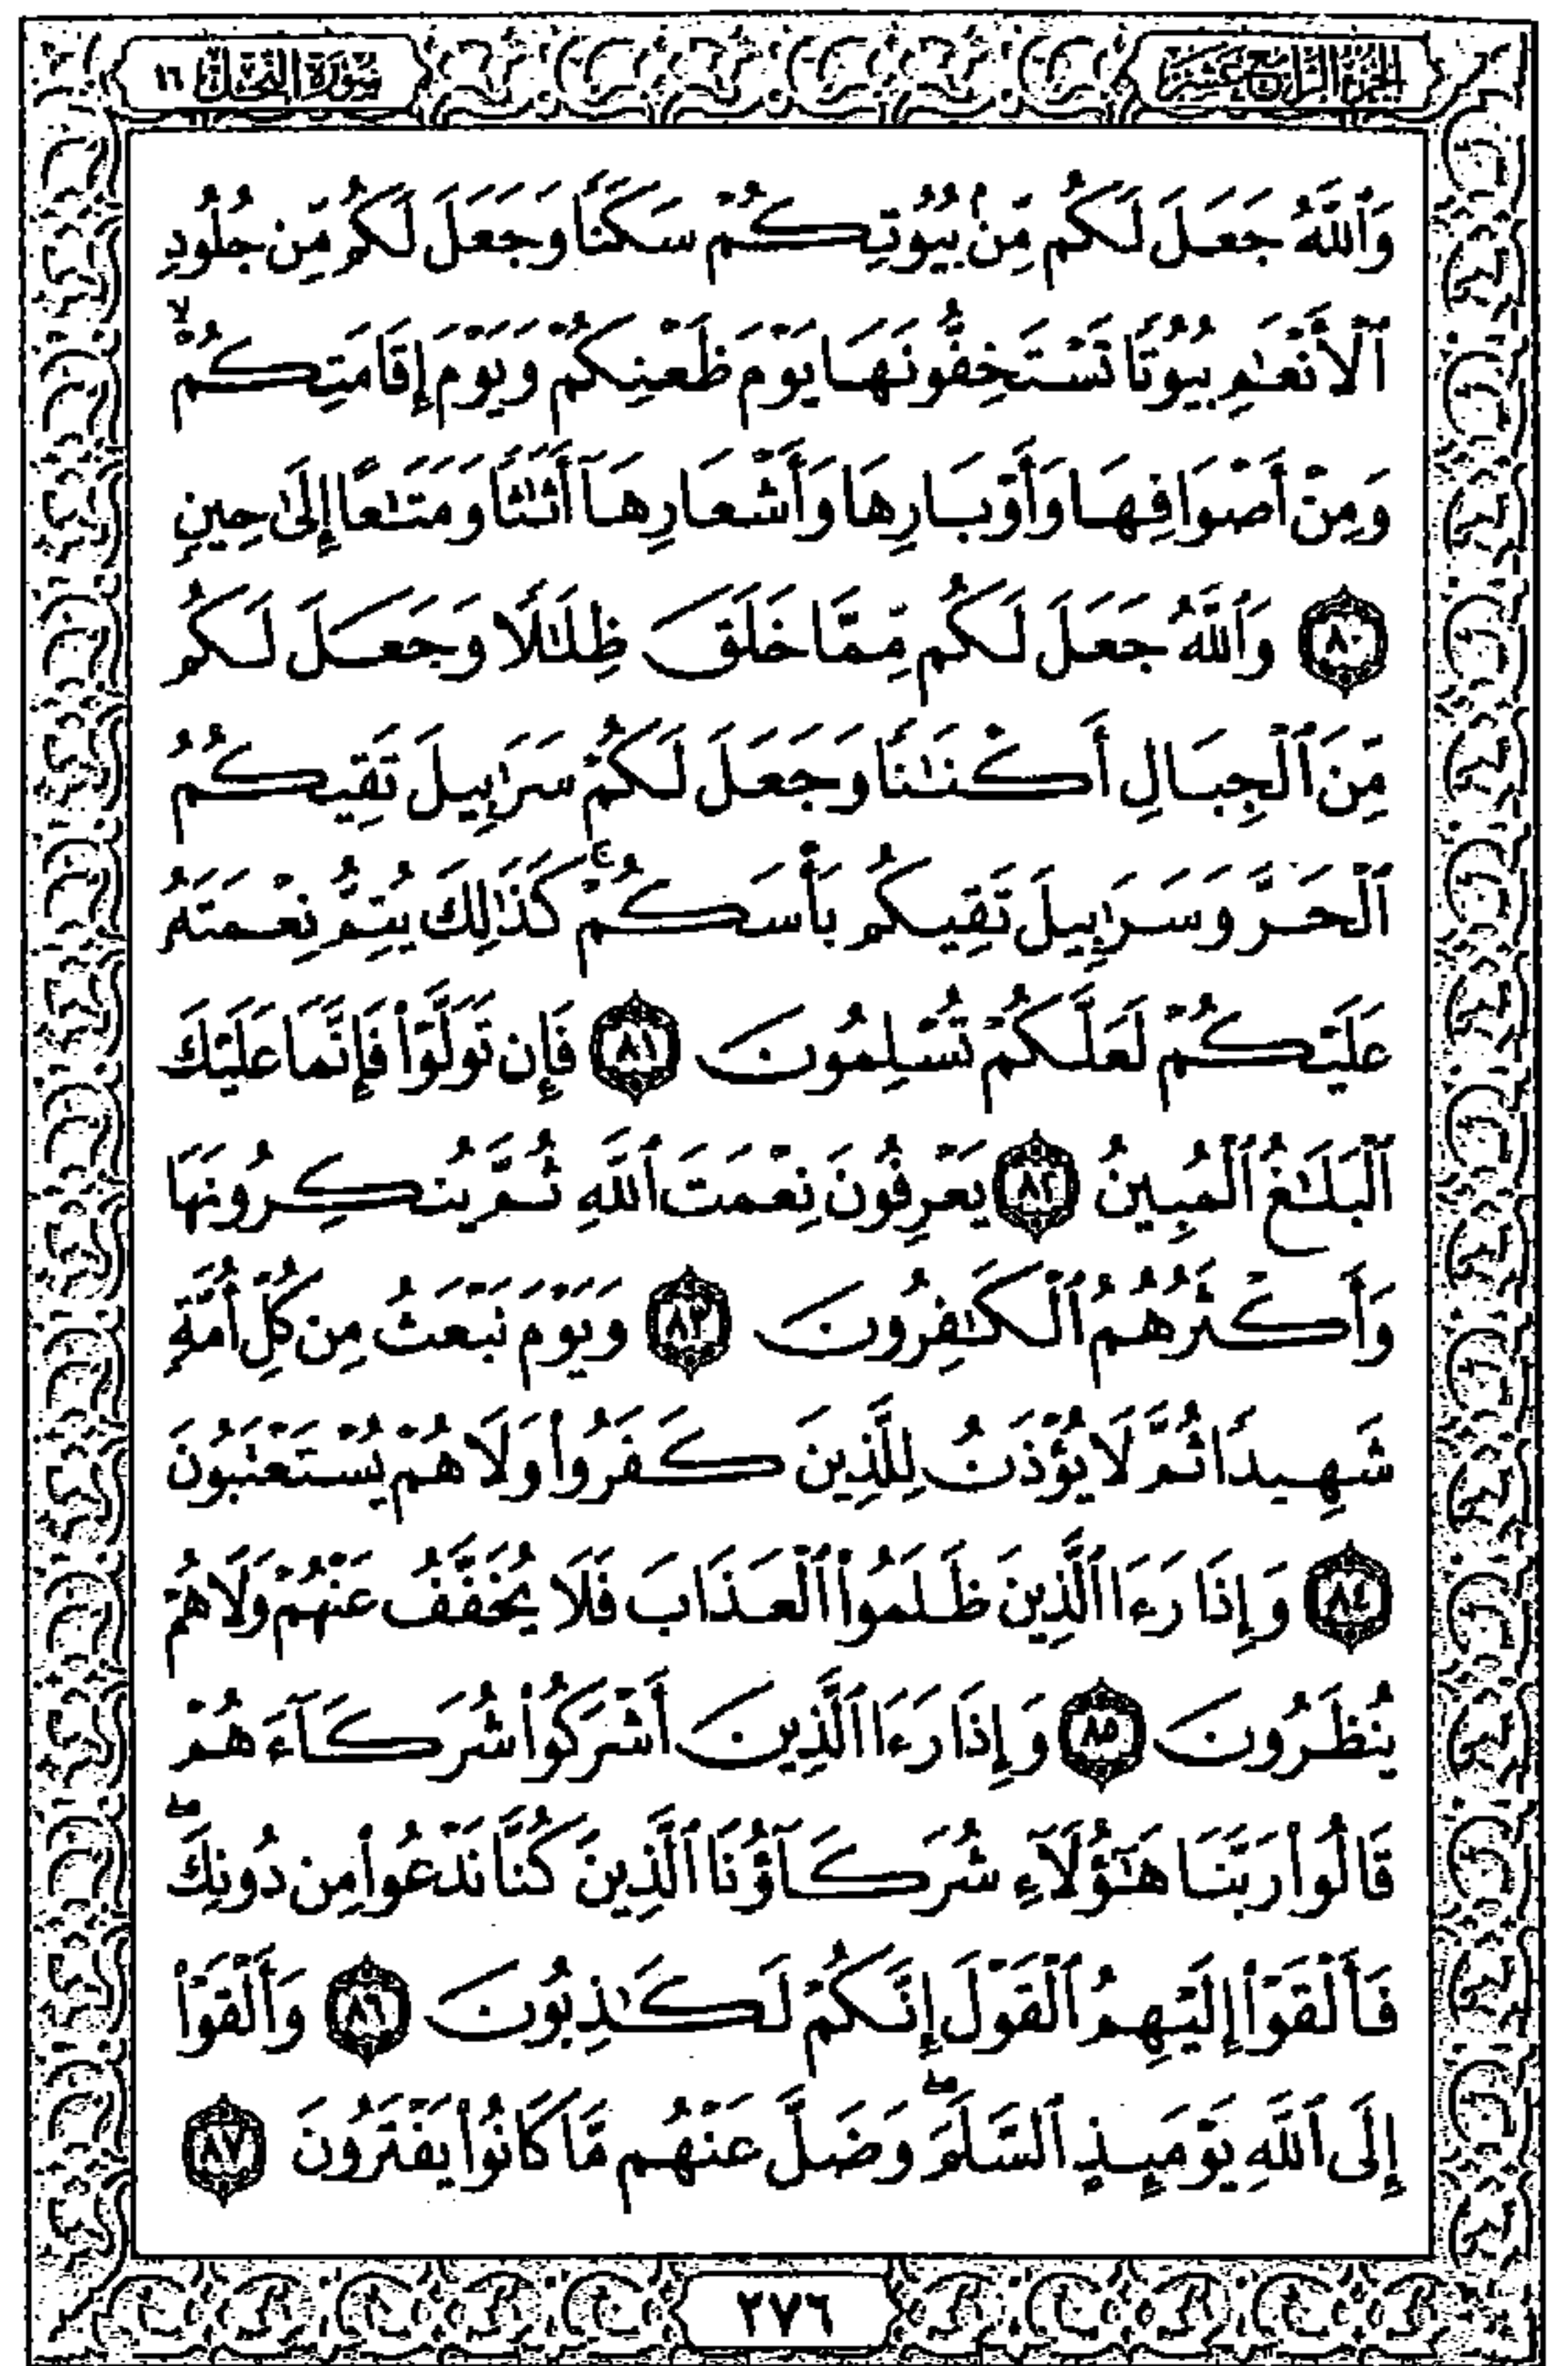 الجزء الرابع عشر
سورة النحل ١٦
وَٱللَّهُ جَعَلَ لَكُم مِّنۢ بُيُوتِكُمْ سَكَنًا وَجَعَلَ لَكُم مِّن جُلُودِ
ٱلْأَنْعَٰمِ بُيُوتًا تَسْتَخِفُّونَهَا يَوْمَ ظَعْنِكُمْ وَيَوْمَ إِقَامَتِكُمْ ۙ
وَمِنْ أَصْوَافِهَا وَأَوْبَارِهَا وَأَشْعَارِهَآ أَثَٰثًا وَمَتَٰعًا إِلَىٰ حِينٍ
٨٠ وَٱللَّهُ جَعَلَ لَكُم مِّمَّا خَلَقَ ظِلَٰلًا وَجَعَلَ لَكُم
مِّنَ ٱلْجِبَالِ أَكْنَٰنًا وَجَعَلَ لَكُمْ سَرَٰبِيلَ تَقِيكُمُ
ٱلْحَرَّ وَسَرَٰبِيلَ تَقِيكُم بَأْسَكُمْ ۚ كَذَٰلِكَ يُتِمُّ نِعْمَتَهُۥ
عَلَيْكُمْ لَعَلَّكُمْ تُسْلِمُونَ ٨١ فَإِن تَوَلَّوْا۟ فَإِنَّمَا عَلَيْكَ
ٱلْبَلَٰغُ ٱلْمُبِينُ ٨٢ يَعْرِفُونَ نِعْمَتَ ٱللَّهِ ثُمَّ يُنكِرُونَهَا
وَأَكْثَرُهُمُ ٱلْكَٰفِرُونَ ٨٣ وَيَوْمَ نَبْعَثُ مِن كُلِّ أُمَّةٍ
شَهِيدًا ثُمَّ لَا يُؤْذَنُ لِلَّذِينَ كَفَرُوا۟ وَلَا هُمْ يُسْتَعْتَبُونَ
٨٤ وَإِذَا رَءَا ٱلَّذِينَ ظَلَمُوا۟ ٱلْعَذَابَ فَلَا يُخَفَّفُ عَنْهُمْ وَلَا هُمْ
يُنظَرُونَ ٨٥ وَإِذَا رَءَا ٱلَّذِينَ أَشْرَكُوا۟ شُرَكَآءَهُمْ
قَالُوا۟ رَبَّنَا هَٰٓؤُلَآءِ شُرَكَآؤُنَا ٱلَّذِينَ كُنَّا نَدْعُوا۟ مِن دُونِكَ ۖ
فَأَلْقَوْا۟ إِلَيْهِمُ ٱلْقَوْلَ إِنَّكُمْ لَكَٰذِبُونَ ٨٦ وَأَلْقَوْا۟
إِلَى ٱللَّهِ يَوْمَئِذٍ ٱلسَّلَمَ ۖ وَضَلَّ عَنْهُم مَّا كَانُوا۟ يَفْتَرُونَ ٨٧
٢٧٦